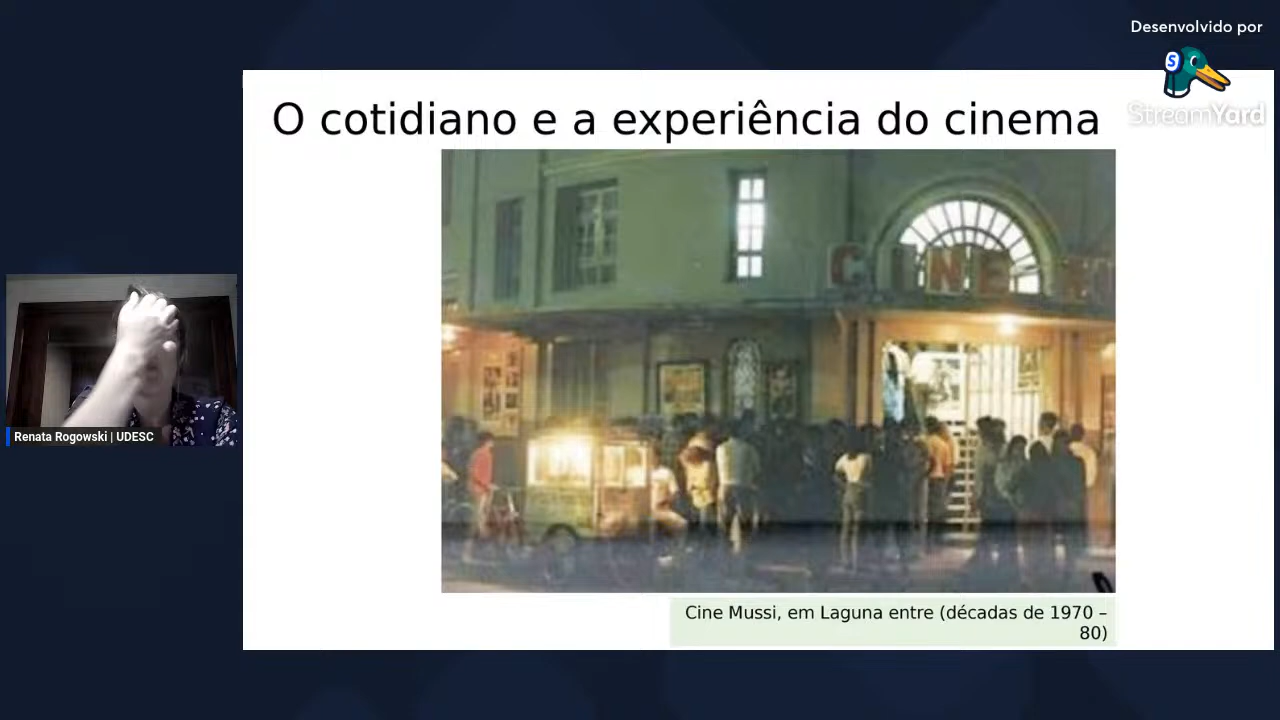 Desenvolvido por
StreamYard
O cotidiano e a experiência do cinema
CINE
Renata Rogowski | UDESC
Cine Mussi, em Laguna entre (décadas de 1970 –
80)